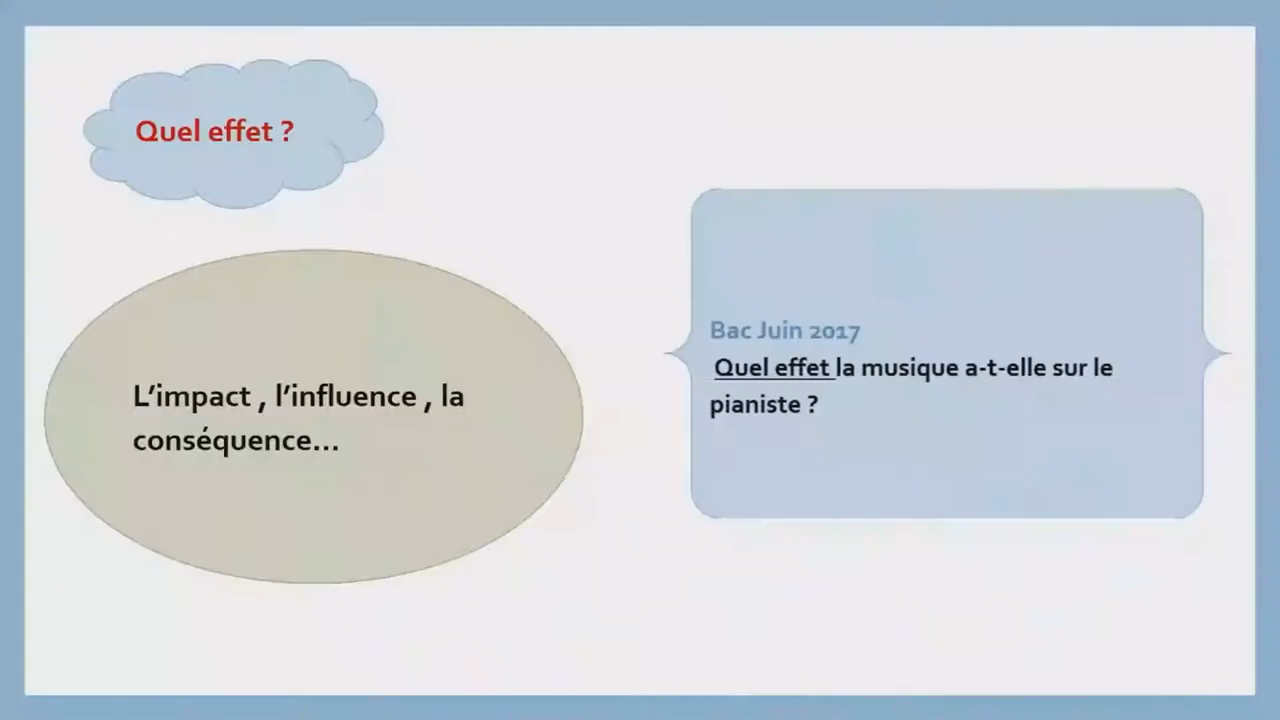 Quel effet ?
L'impact , l'influence , la
conséquence...
Bac Juin 2017
Quel effet la musique a-t-elle sur le
pianiste ?